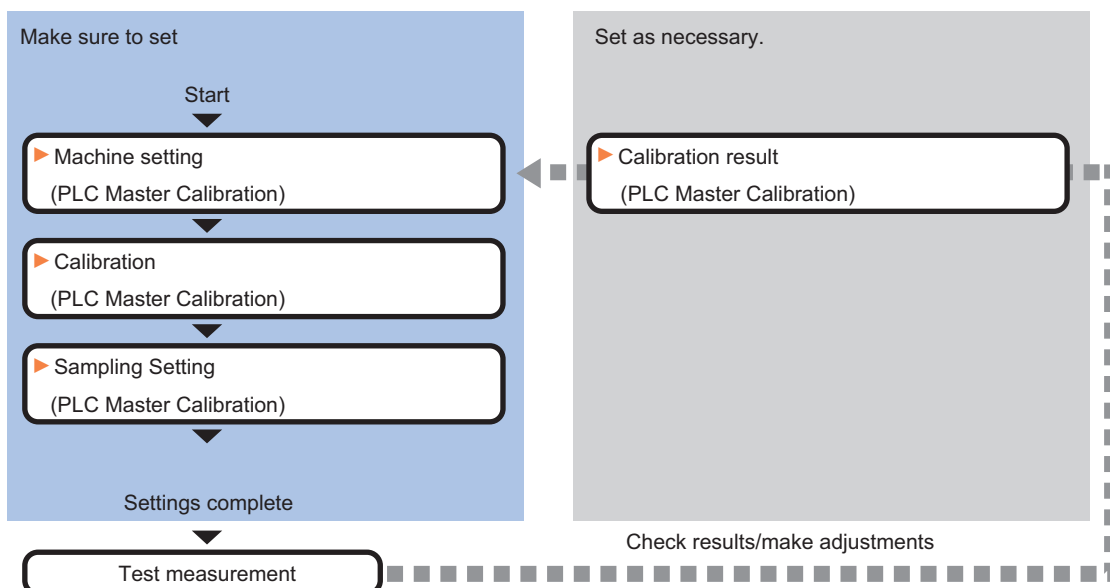 Make sure to set
Start
Machine setting
(PLC Master Calibration)
Calibration
(PLC Master Calibration)
Sampling Setting
(PLC Master Calibration)
Settings complete
Test measurement
Set as necessary.
Calibration result
(PLC Master Calibration)
Check results/make adjustments